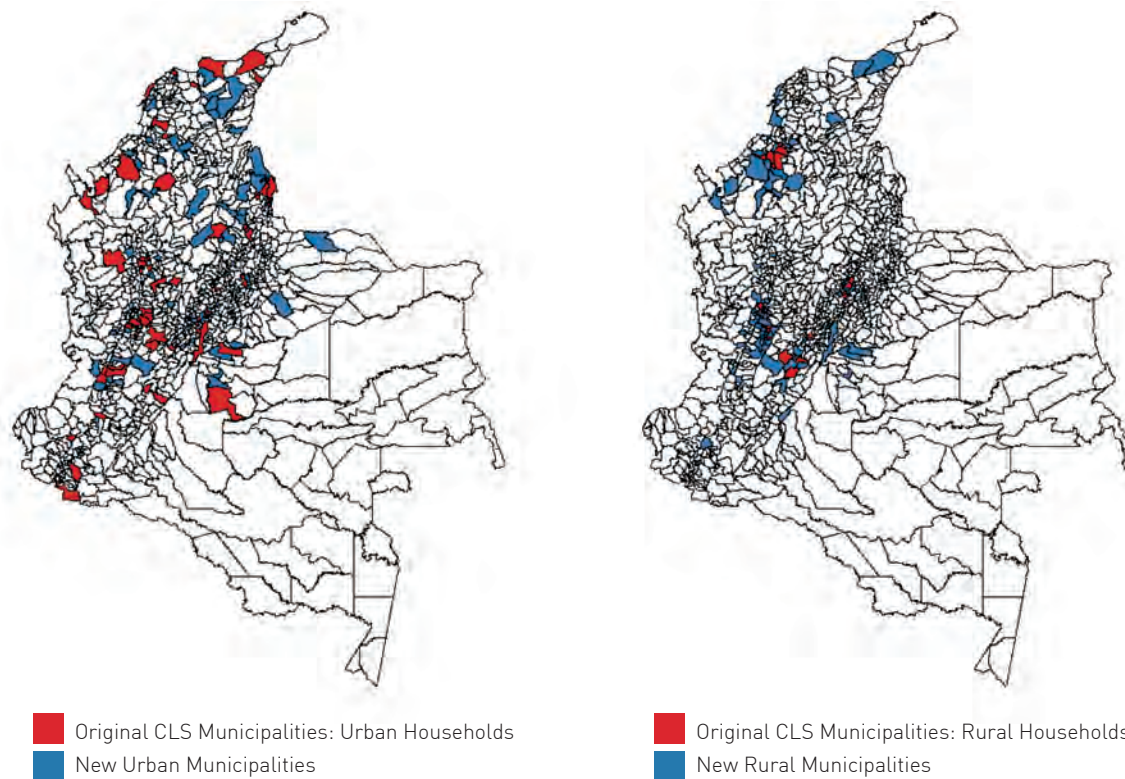 Original CLS Municipalities: Urban Households
New Urban Municipalities
Original CLS Municipalities: Rural Households
New Rural Municipalities